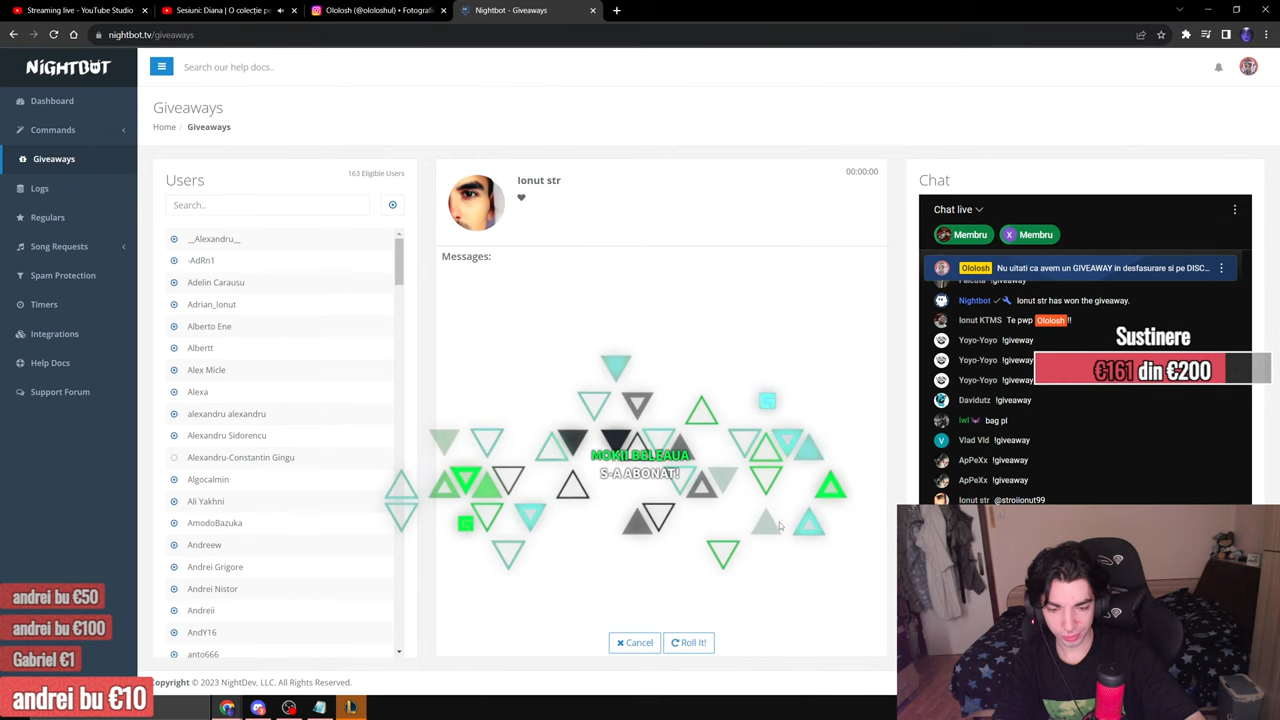 Streaming live - YouTube Studio
Sesiuni: Diana | O colecție pe
Ololosh (@ololoshul) • Fotograf
Nightbot - Giveaways
nightbot.tv/giveaways
NIGHTBOT
Search our help docs..
Dashboard
Commands
Giveaways
Logs
Regulars
Song Requests
Spam Protection
Timers
Integrations
Help Docs
Support Forum
Giveaways
Home / Giveaways
Users
163 Eligible Users
Search..
__Alexandru__
-AdRn1
Adelin Carausu
Adrian_Ionut
Alberto Ene
Albertt
Alex Micle
Alexa
alexandru alexandru
Alexandru Sidorencu
Alexandru-Constantin Gingu
Algocalmin
Ali Yakhni
AmodoBazuka
Andreew
Andrei Grigore
Andrei Nistor
Andreii
AndY16
anto666
Ionut str
00:00:00
Messages:
MOKII BELEAUA
S-A ABONAT!
Cancel
Roll It!
Chat
Chat live
Membru
X Membru
Ololosh Nu uitati ca avem un GIVEAWAY in desfasurare si pe DISC...
!giveaway
Nightbot Ionut str has won the giveaway.
Ionut KTMS Te pwp Ololosh !!
Yoyo-Yoyo !giveway
Yoyo-Yoyo !giveway
Yoyo-Yoyo !giveway
Davidutz !giveaway
iwl bag pl
V Vlad Vld !giveaway
ApPeXx !giveaway
ApPeXx !giveaway
Ionut str @stroiionut99
Sustinere
€161 din €200
andrei bu €50
andrei bu €100
Gabriel €1
andrei bu €10
Copyright © 2023 NightDev, LLC. All Rights Reserved.